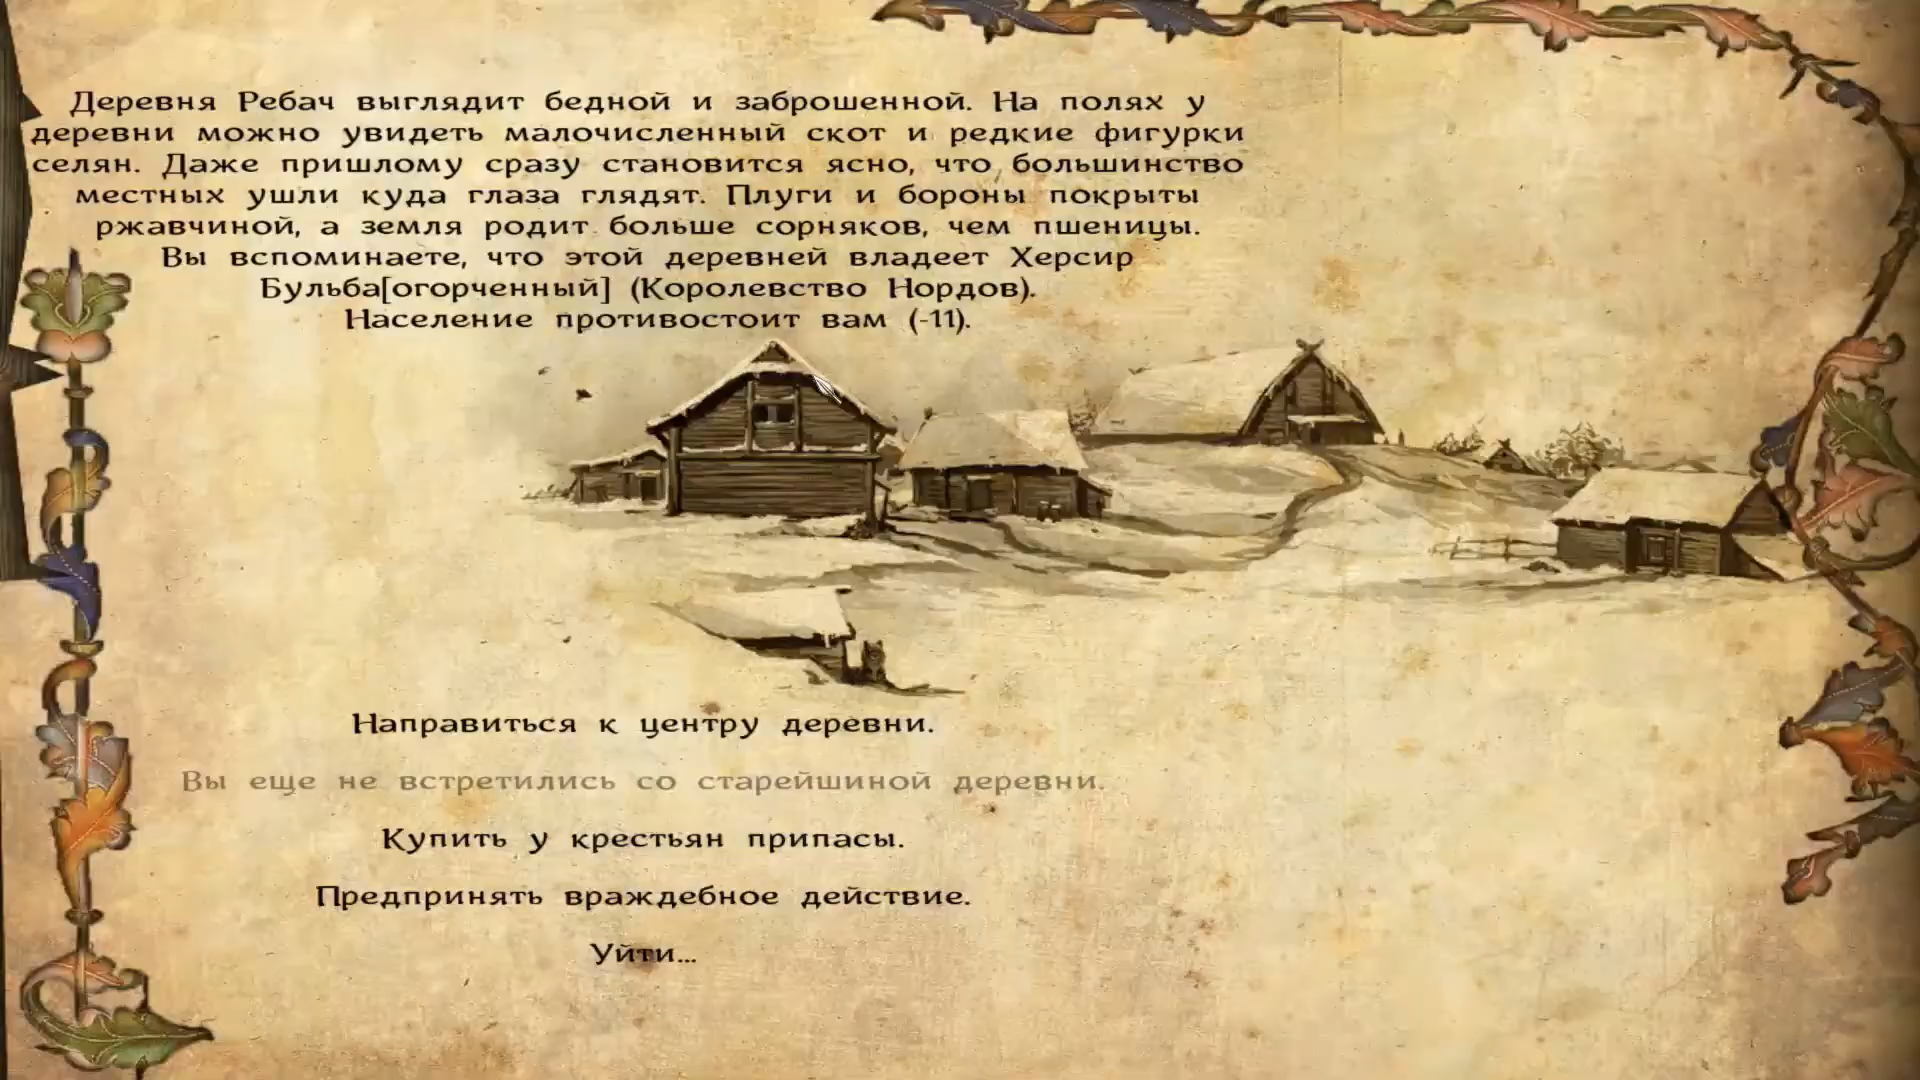 Деревня Ребач выглядит бедной и заброшенной. На полях у
деревни можно увидеть малочисленный скот и редкие фигурки
селян. Даже пришлому сразу становится ясно, что большинство
местных ушли куда глаза глядят. Плуги и бороны покрыты
ржавчиной, а земля родит больше сорняков, чем пшеницы.
Вы вспоминаете, что этой деревней владеет Херсир
Бульба[огорченный] (Королевство Нордов).
Население противостоит вам (-11).
Направиться к центру деревни.
Вы еще не встретились со старейшиной деревни.
Купить у крестьян припасы.
Предпринять враждебное действие.
Уйти...